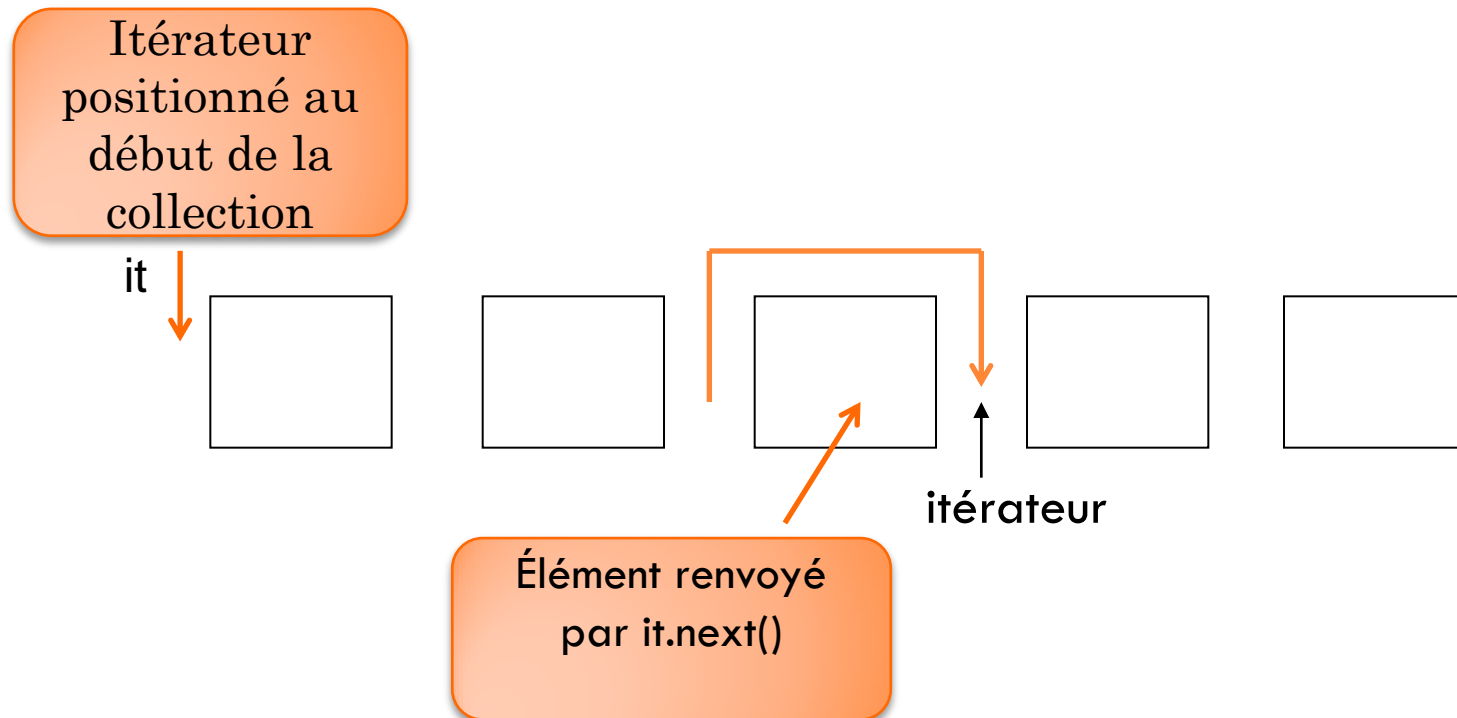 Itérateur
positionné au
début de la
collection
it
itérateur
Élément renvoyé
par it.next()